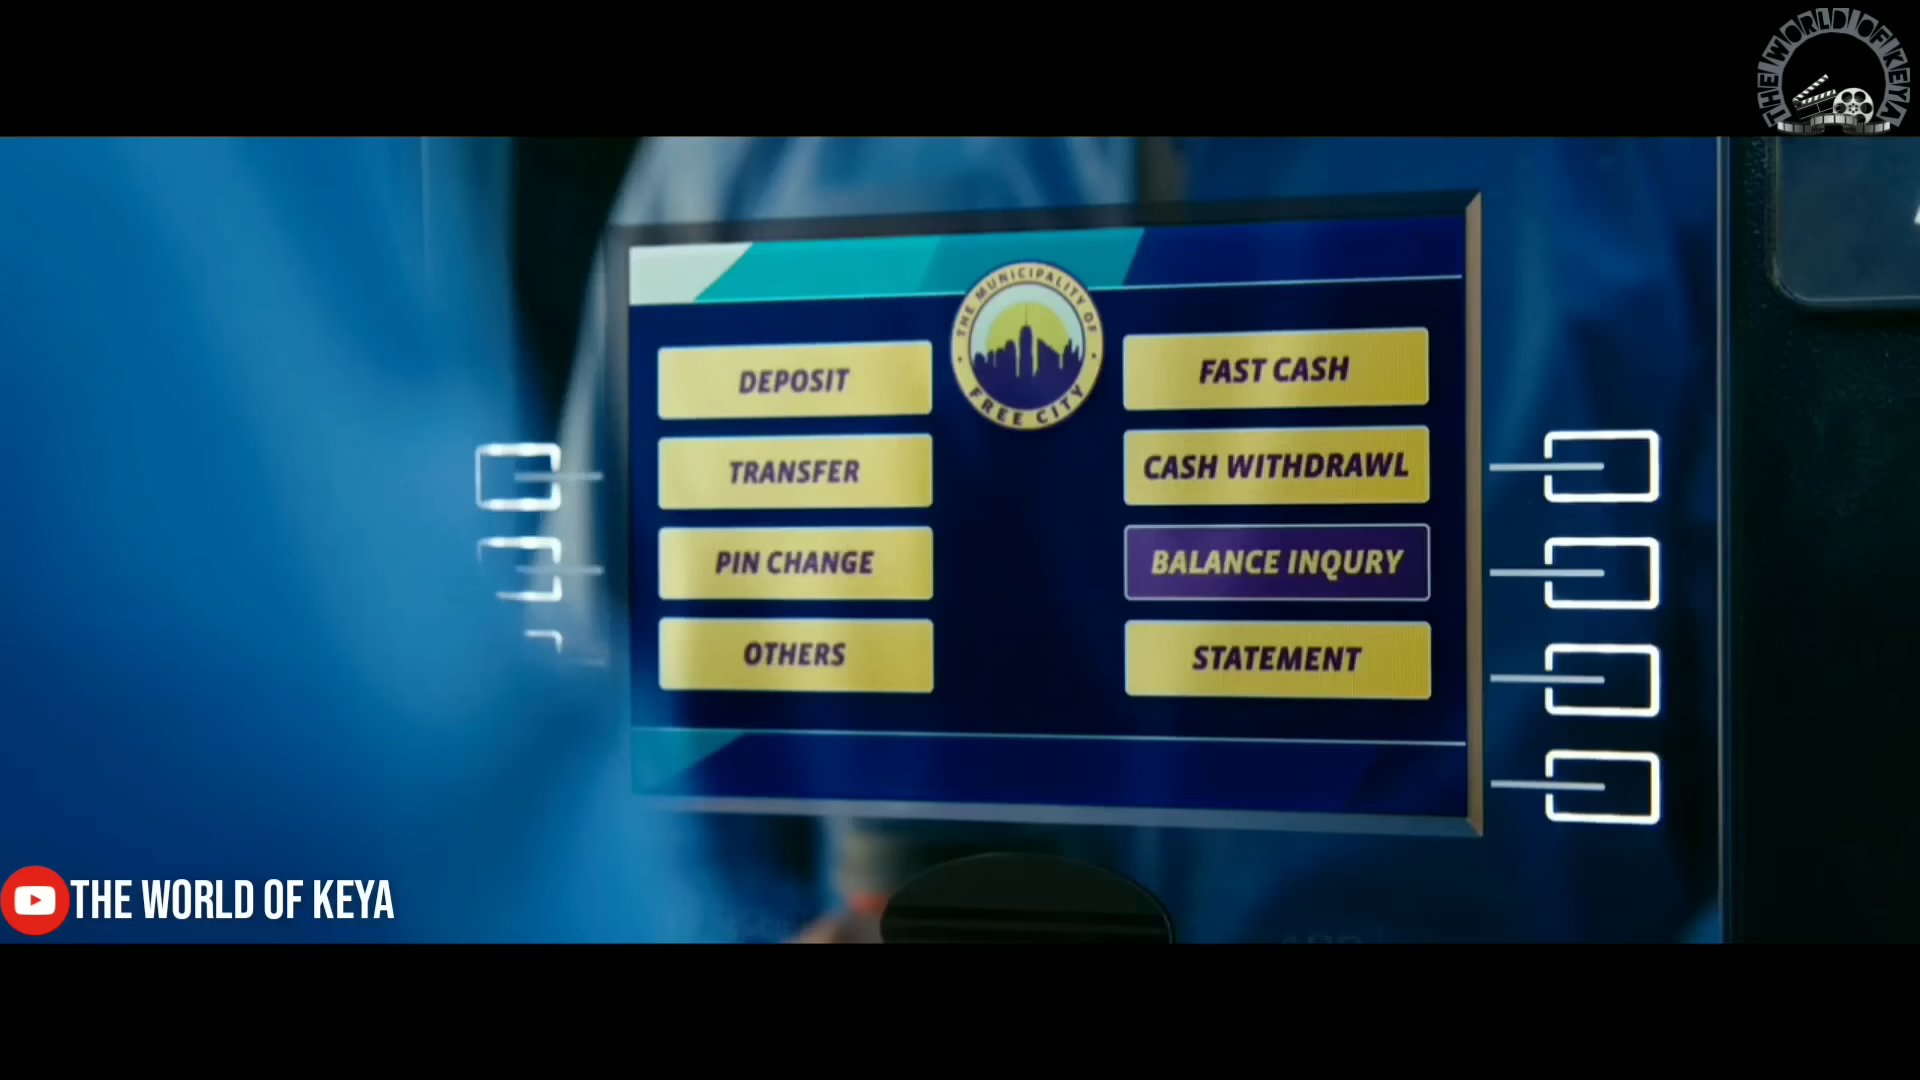 THE WORLD OF KEYA
THE MUNICIPALITY OF
FREE CITY
DEPOSIT
FAST CASH
TRANSFER
CASH WITHDRAWL
PIN CHANGE
BALANCE INQURY
OTHERS
STATEMENT
THE WORLD OF KEYA